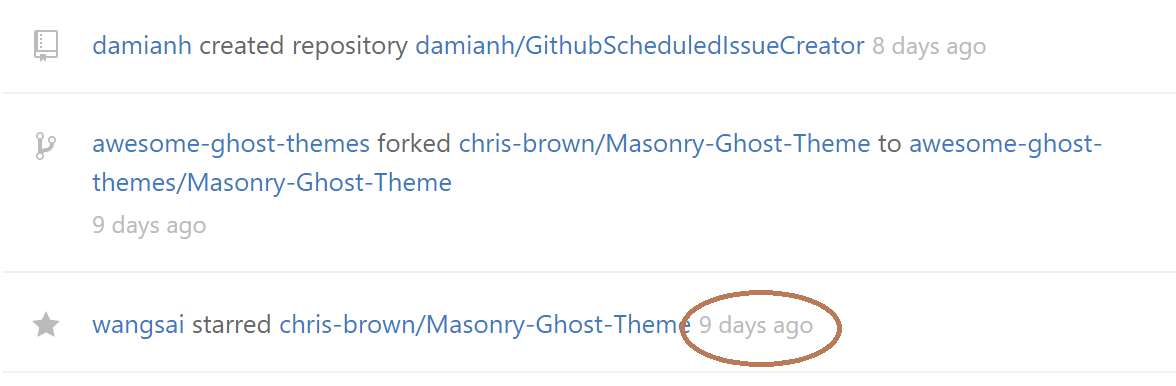 damianh created repository damianh/GithubScheduledIssueCreator 8 days ago
awesome-ghost-themes forked chris-brown/Masonry-Ghost-Theme to awesome-ghost-
themes/Masonry-Ghost-Theme
9 days ago
wangsai starred chris-brown/Masonry-Ghost-Theme 9 days ago